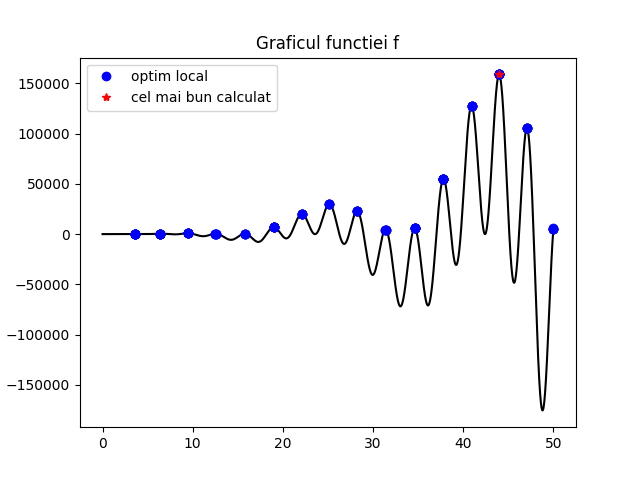 Graficul functiei f
optim local
cel mai bun calculat
150000
100000
50000
0
−50000
−100000
−150000
0 10 20 30 40 50